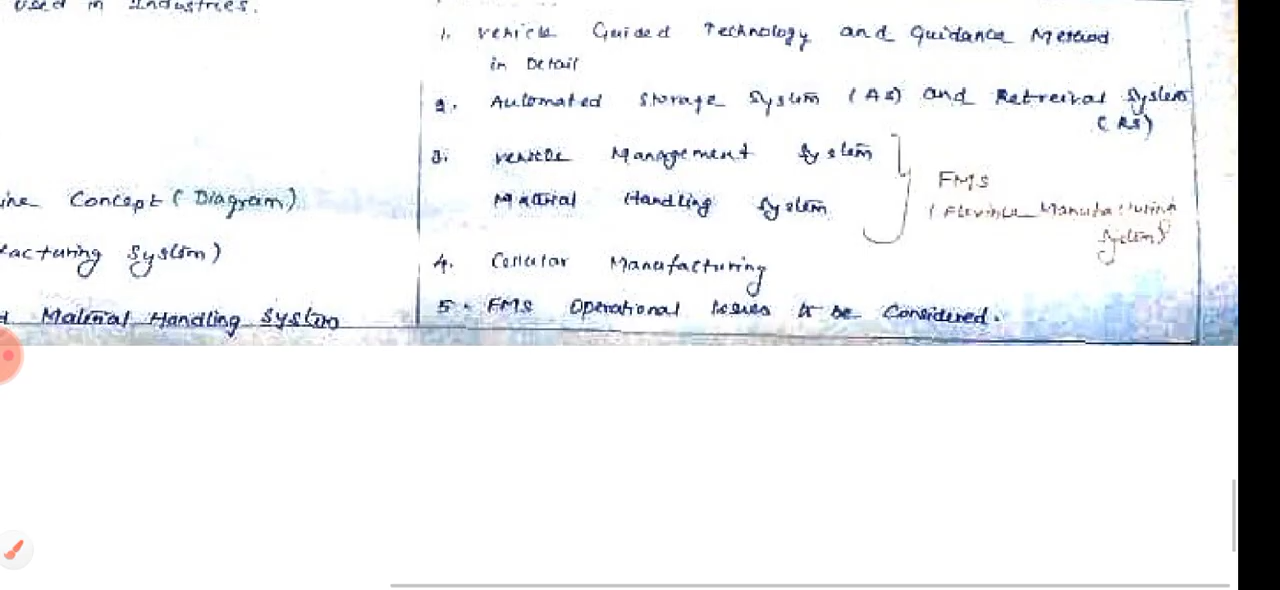 used in Industries.
ine Concept (Diagram)
facturing System)
d Material Handling System
1. Vehicle Guided Technology and Guidance Method
in Detail
2. Automated Storage System (AS) and Retreival System
(RS)
3. Vehicle Management System
Material Handling System
FMS
(Flexible Manufacturing
System)
4. Cellular Manufacturing
5. FMS Operational Issues to be Considered.